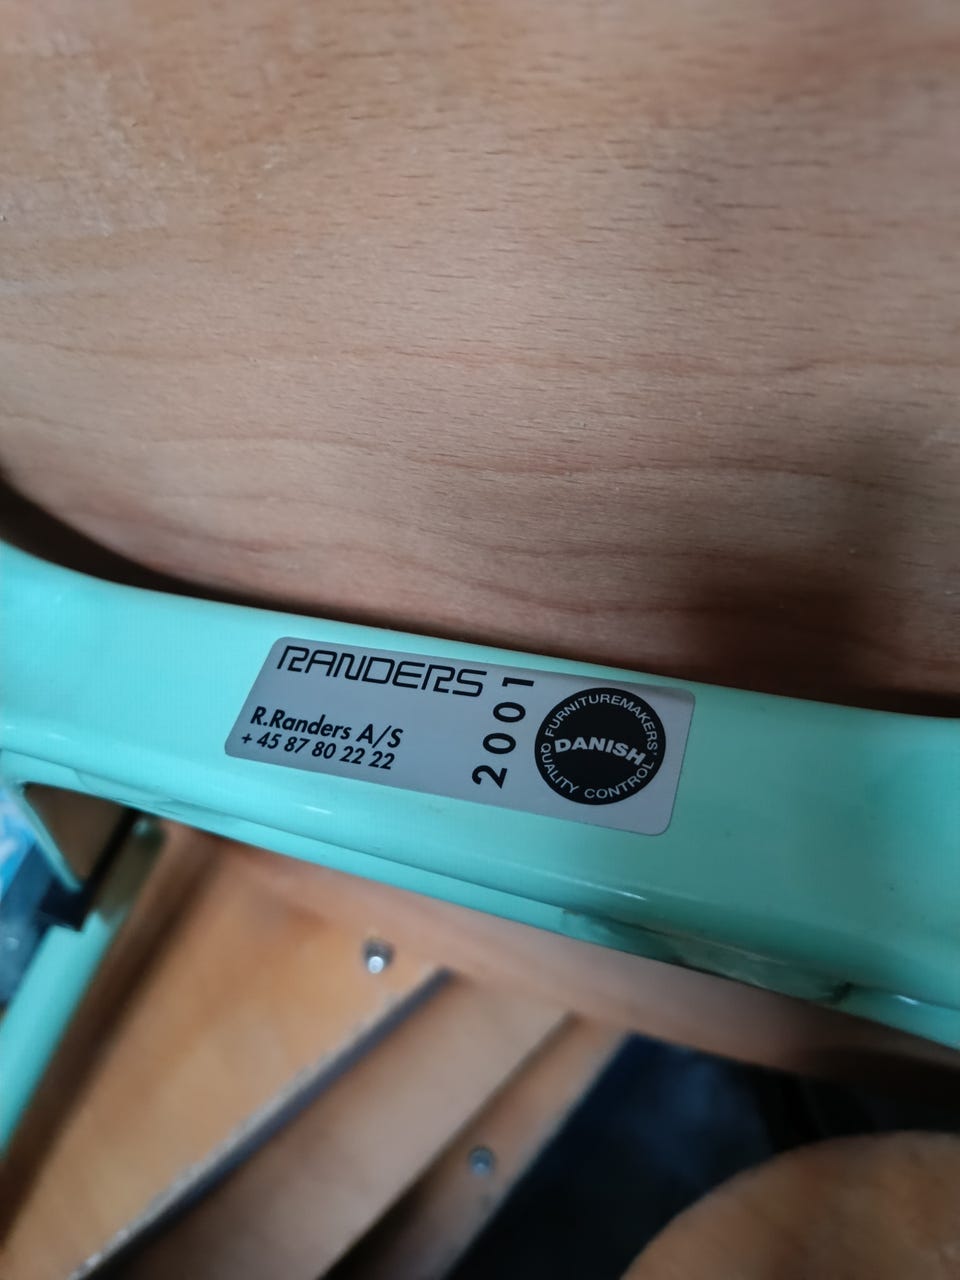 RANDERS
R.Randers A/S
+ 45 87 80 22 22
2001
FURNITUREMAKERS'
DANISH
QUALITY CONTROL